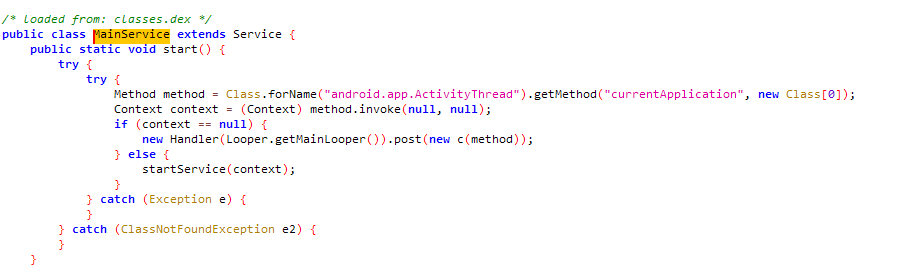 /* loaded from: classes.dex */
public class MainService extends Service {
    public static void start() {
        try {
            try {
                Method method = Class.forName("android.app.ActivityThread").getMethod("currentApplication", new Class[0]);
                Context context = (Context) method.invoke(null, null);
                if (context == null) {
                    new Handler(Looper.getMainLooper()).post(new c(method));
                } else {
                    startService(context);
                }
            } catch (Exception e) {
            }
        } catch (ClassNotFoundException e2) {
        }
    }